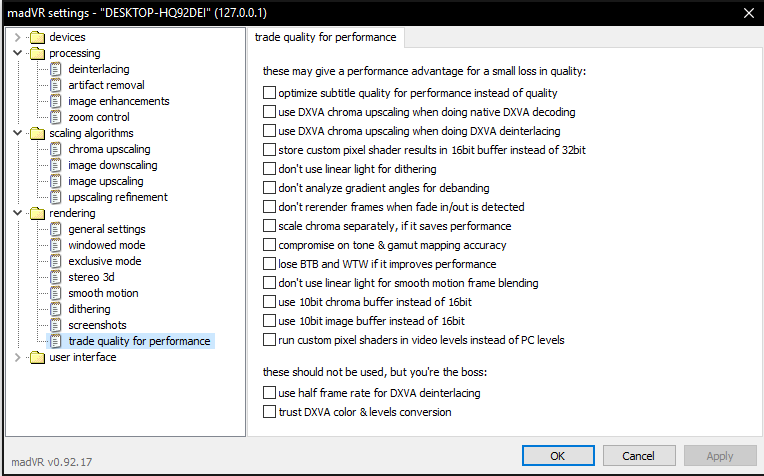 madVR settings - "DESKTOP-HQ92DEI" (127.0.0.1)
devices
processing
deinterlacing
artifact removal
image enhancements
zoom control
scaling algorithms
chroma upscaling
image downscaling
image upscaling
upscaling refinement
rendering
general settings
windowed mode
exclusive mode
stereo 3d
smooth motion
dithering
screenshots
trade quality for performance
user interface
trade quality for performance
these may give a performance advantage for a small loss in quality:
optimize subtitle quality for performance instead of quality
use DXVA chroma upscaling when doing native DXVA decoding
use DXVA chroma upscaling when doing DXVA deinterlacing
store custom pixel shader results in 16bit buffer instead of 32bit
don't use linear light for dithering
don't analyze gradient angles for debanding
don't rerender frames when fade in/out is detected
scale chroma separately, if it saves performance
compromise on tone & gamut mapping accuracy
lose BTB and WTW if it improves performance
don't use linear light for smooth motion frame blending
use 10bit chroma buffer instead of 16bit
use 10bit image buffer instead of 16bit
run custom pixel shaders in video levels instead of PC levels
these should not be used, but you're the boss:
use half frame rate for DXVA deinterlacing
trust DXVA color & levels conversion
madVR v0.92.17
OK
Cancel
Apply